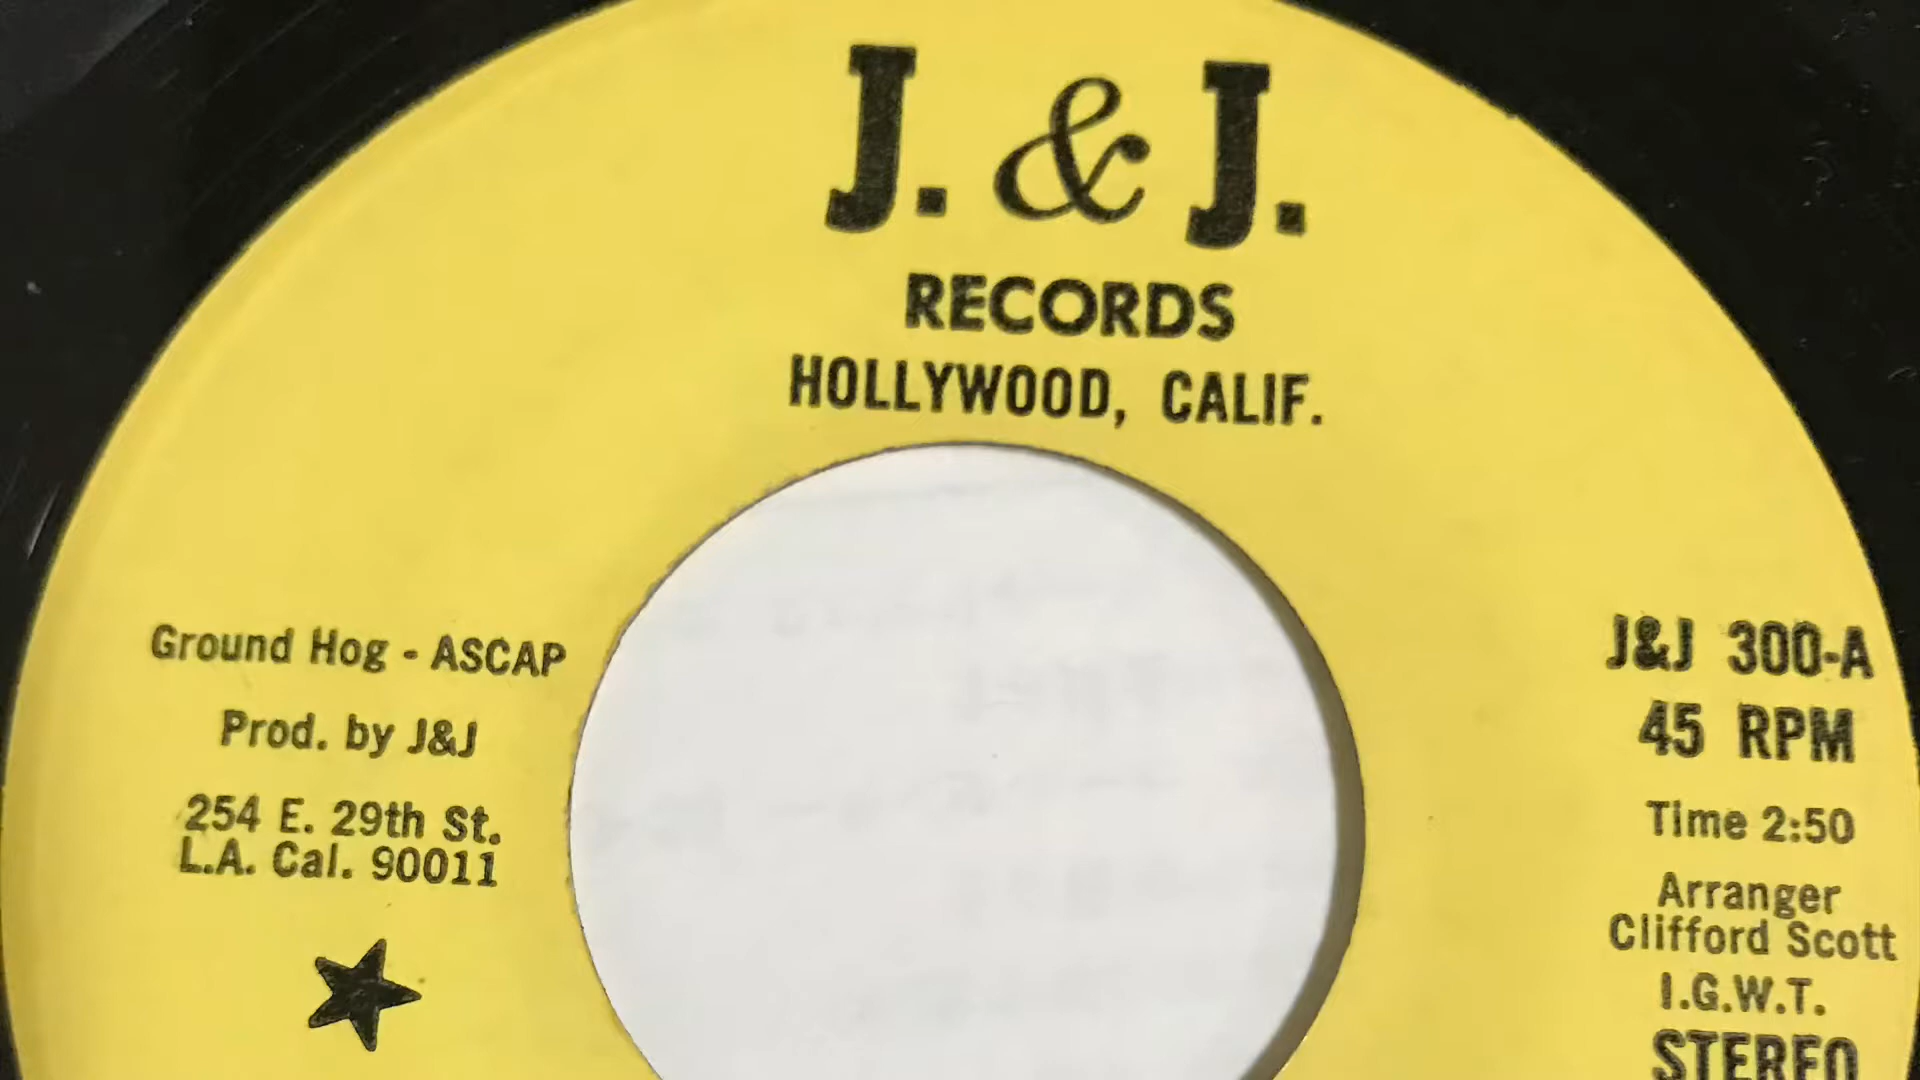 J. & J.
RECORDS
HOLLYWOOD, CALIF.
Ground Hog - ASCAP
Prod. by J&J
254 E. 29th St.
L.A. Cal. 90011
J&J 300-A
45 RPM
Time 2:50
Arranger
Clifford Scott
I.G.W.T.
STEREO